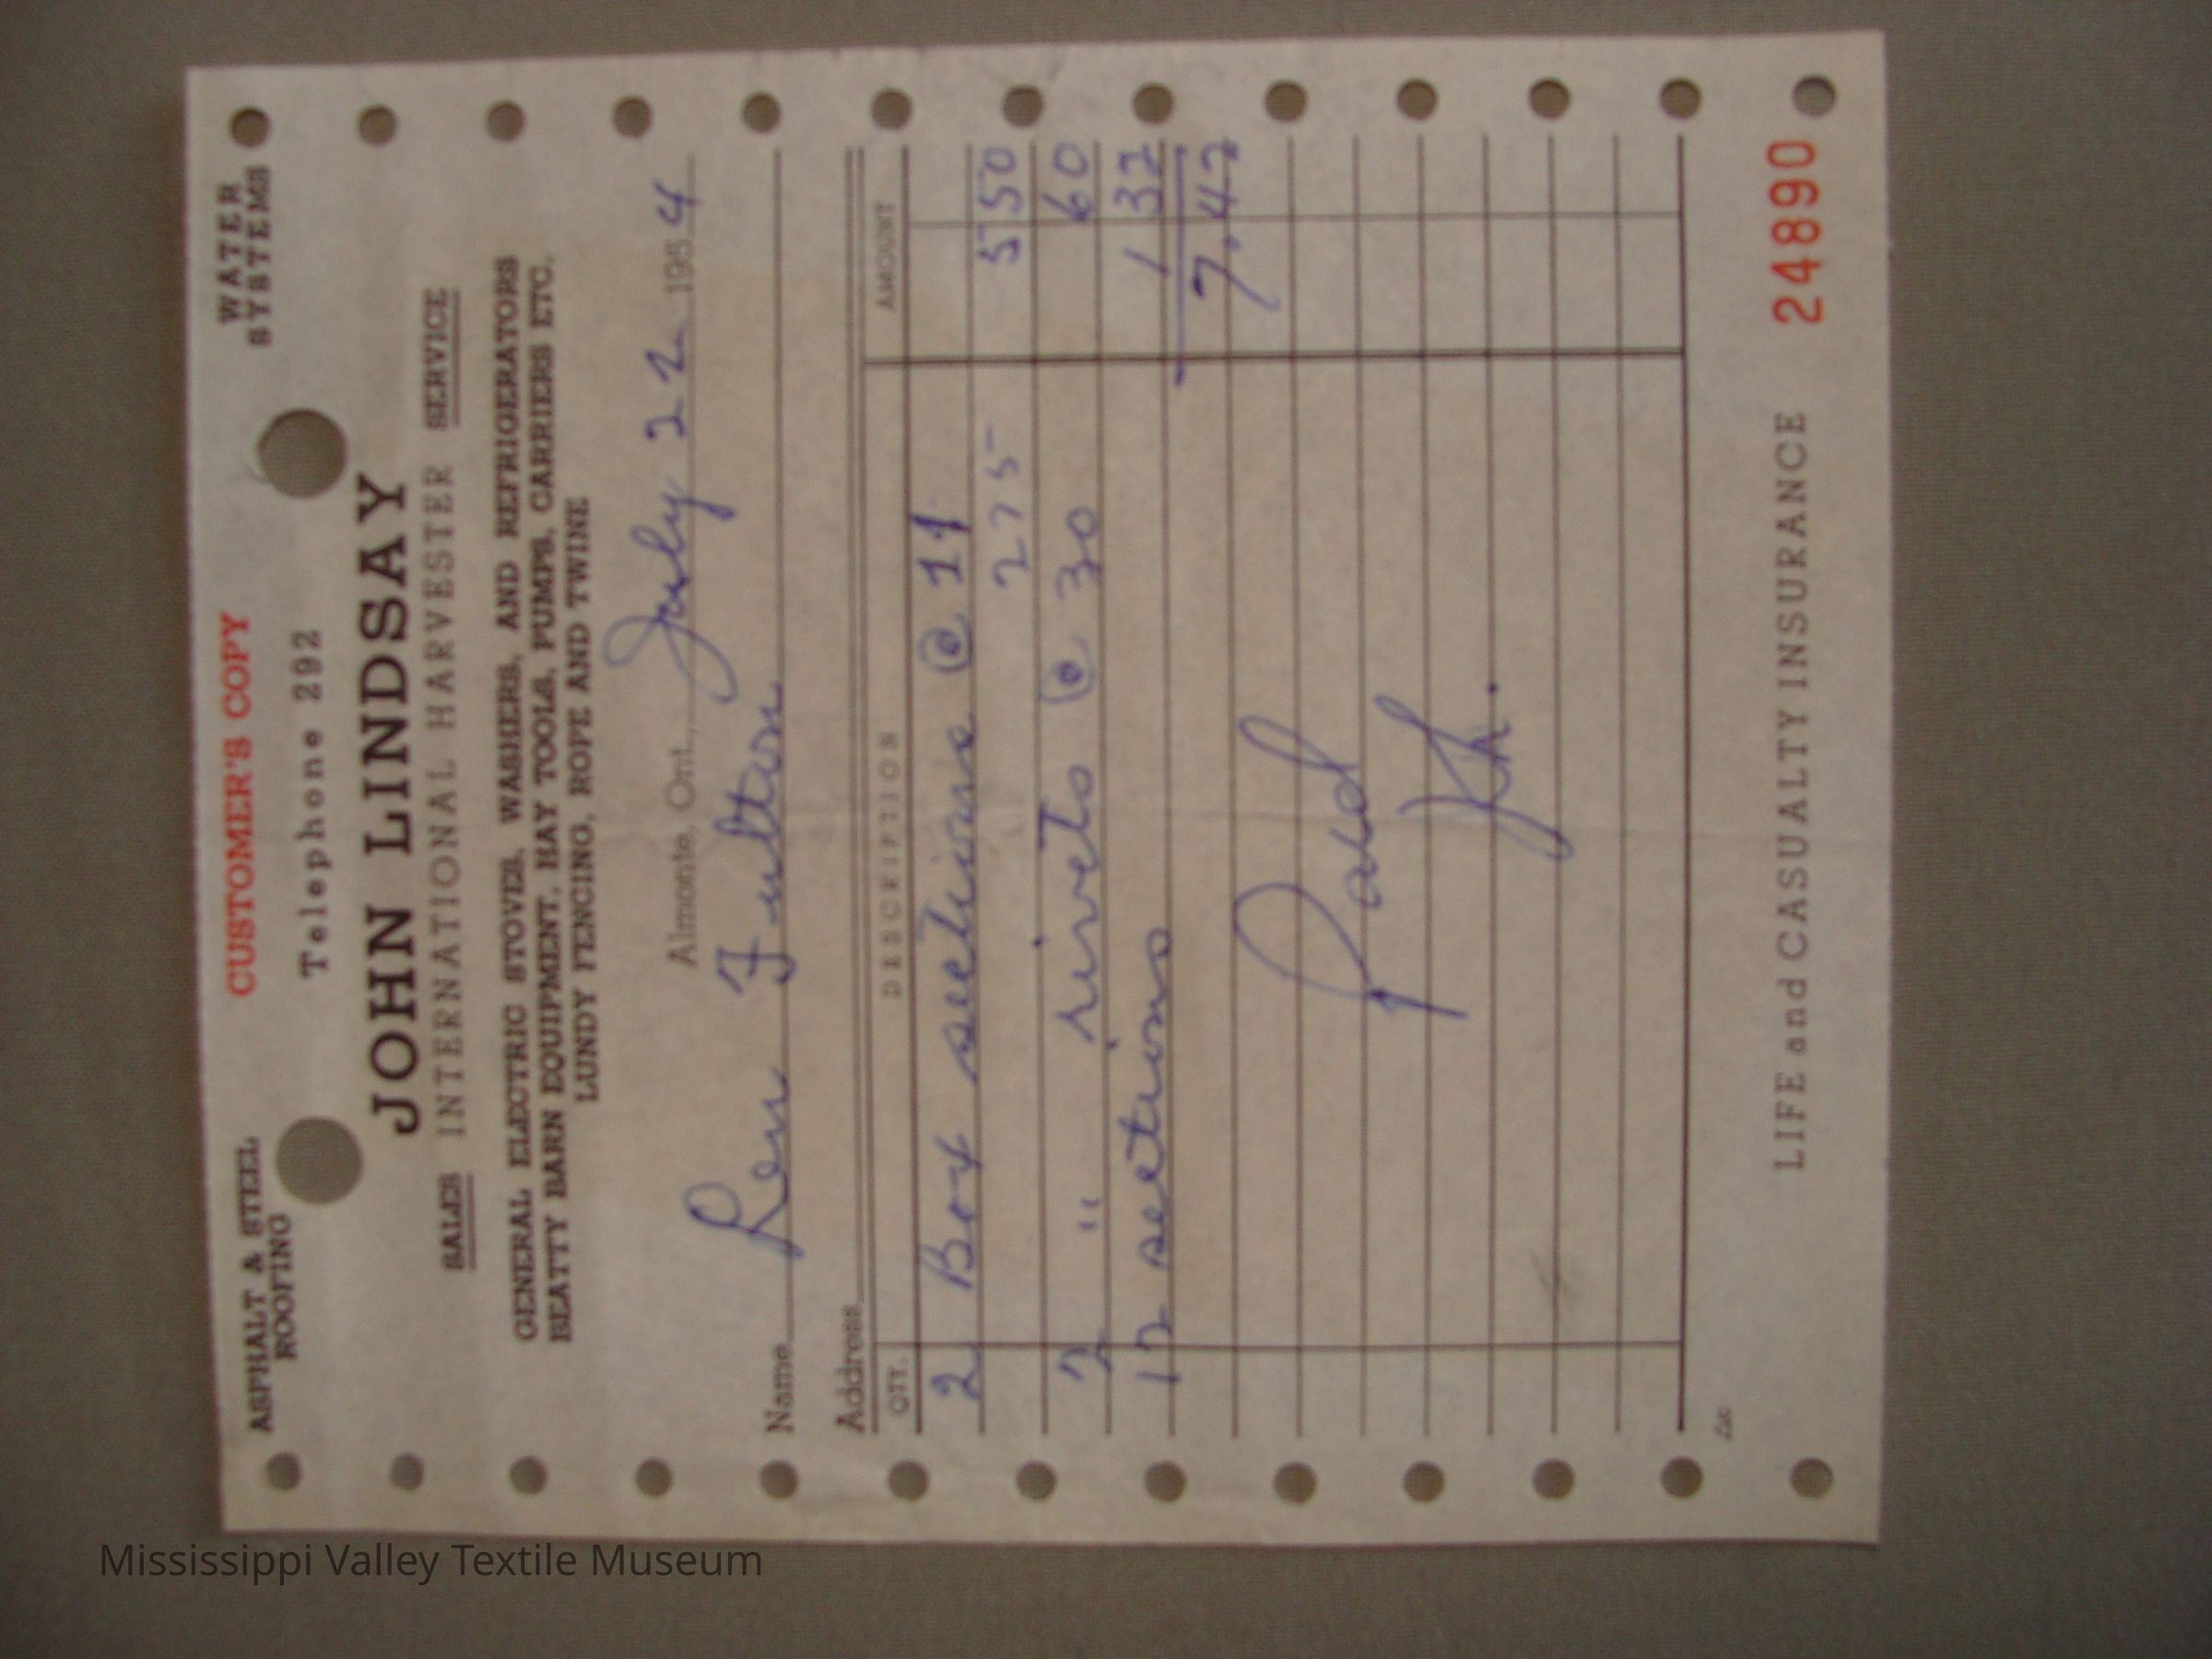 CUSTOMER'S COPY
ASPHALT & STEEL ROOFING
WATER SYSTEMS
Telephone 292
JOHN LINDSAY
SALES INTERNATIONAL HARVESTER SERVICE
GENERAL ELECTRIC STOVES, WASHERS, AND REFRIGERATORS
BEATTY BARN EQUIPMENT, HAY TOOLS, PUMPS, CARRIERS ETC.
LUNDY FENCING, ROPE AND TWINE
Almonte, Ont., July 22 1954
Name Len Fulton
Address
QTY. DESCRIPTION AMOUNT
2 Box sections @ 11
275 5 50
2 " rivets @ 30 60
12 sections 1 32
7.42
Paid
LIFE and CASUALTY INSURANCE 24890
Mississippi Valley Textile Museum